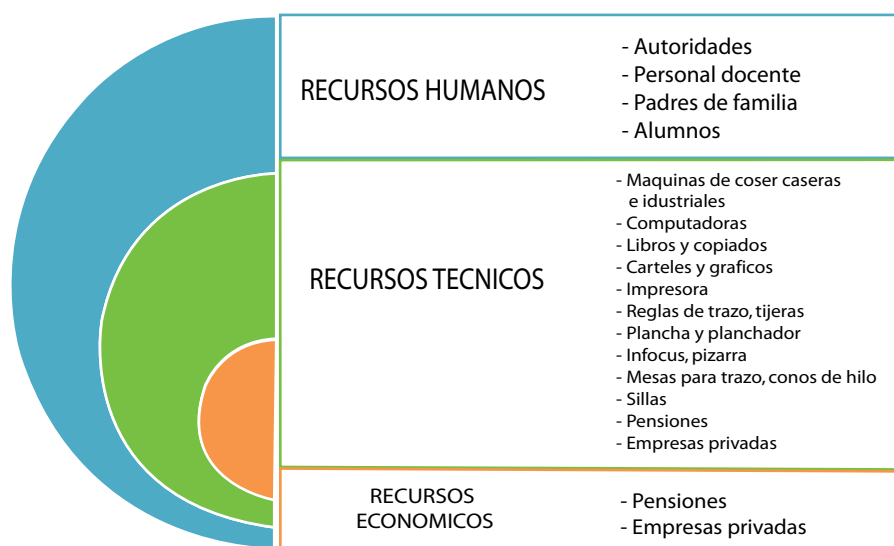 RECURSOS HUMANOS
- Autoridades
- Personal docente
- Padres de familia
- Alumnos
RECURSOS TECNICOS
- Maquinas de coser caseras
e idustriales
- Computadoras
- Libros y copiados
- Carteles y graficos
- Impresora
- Reglas de trazo, tijeras
- Plancha y planchador
- Infocus, pizarra
- Mesas para trazo, conos de hilo
- Sillas
- Pensiones
- Empresas privadas
RECURSOS
ECONOMICOS
- Pensiones
- Empresas privadas